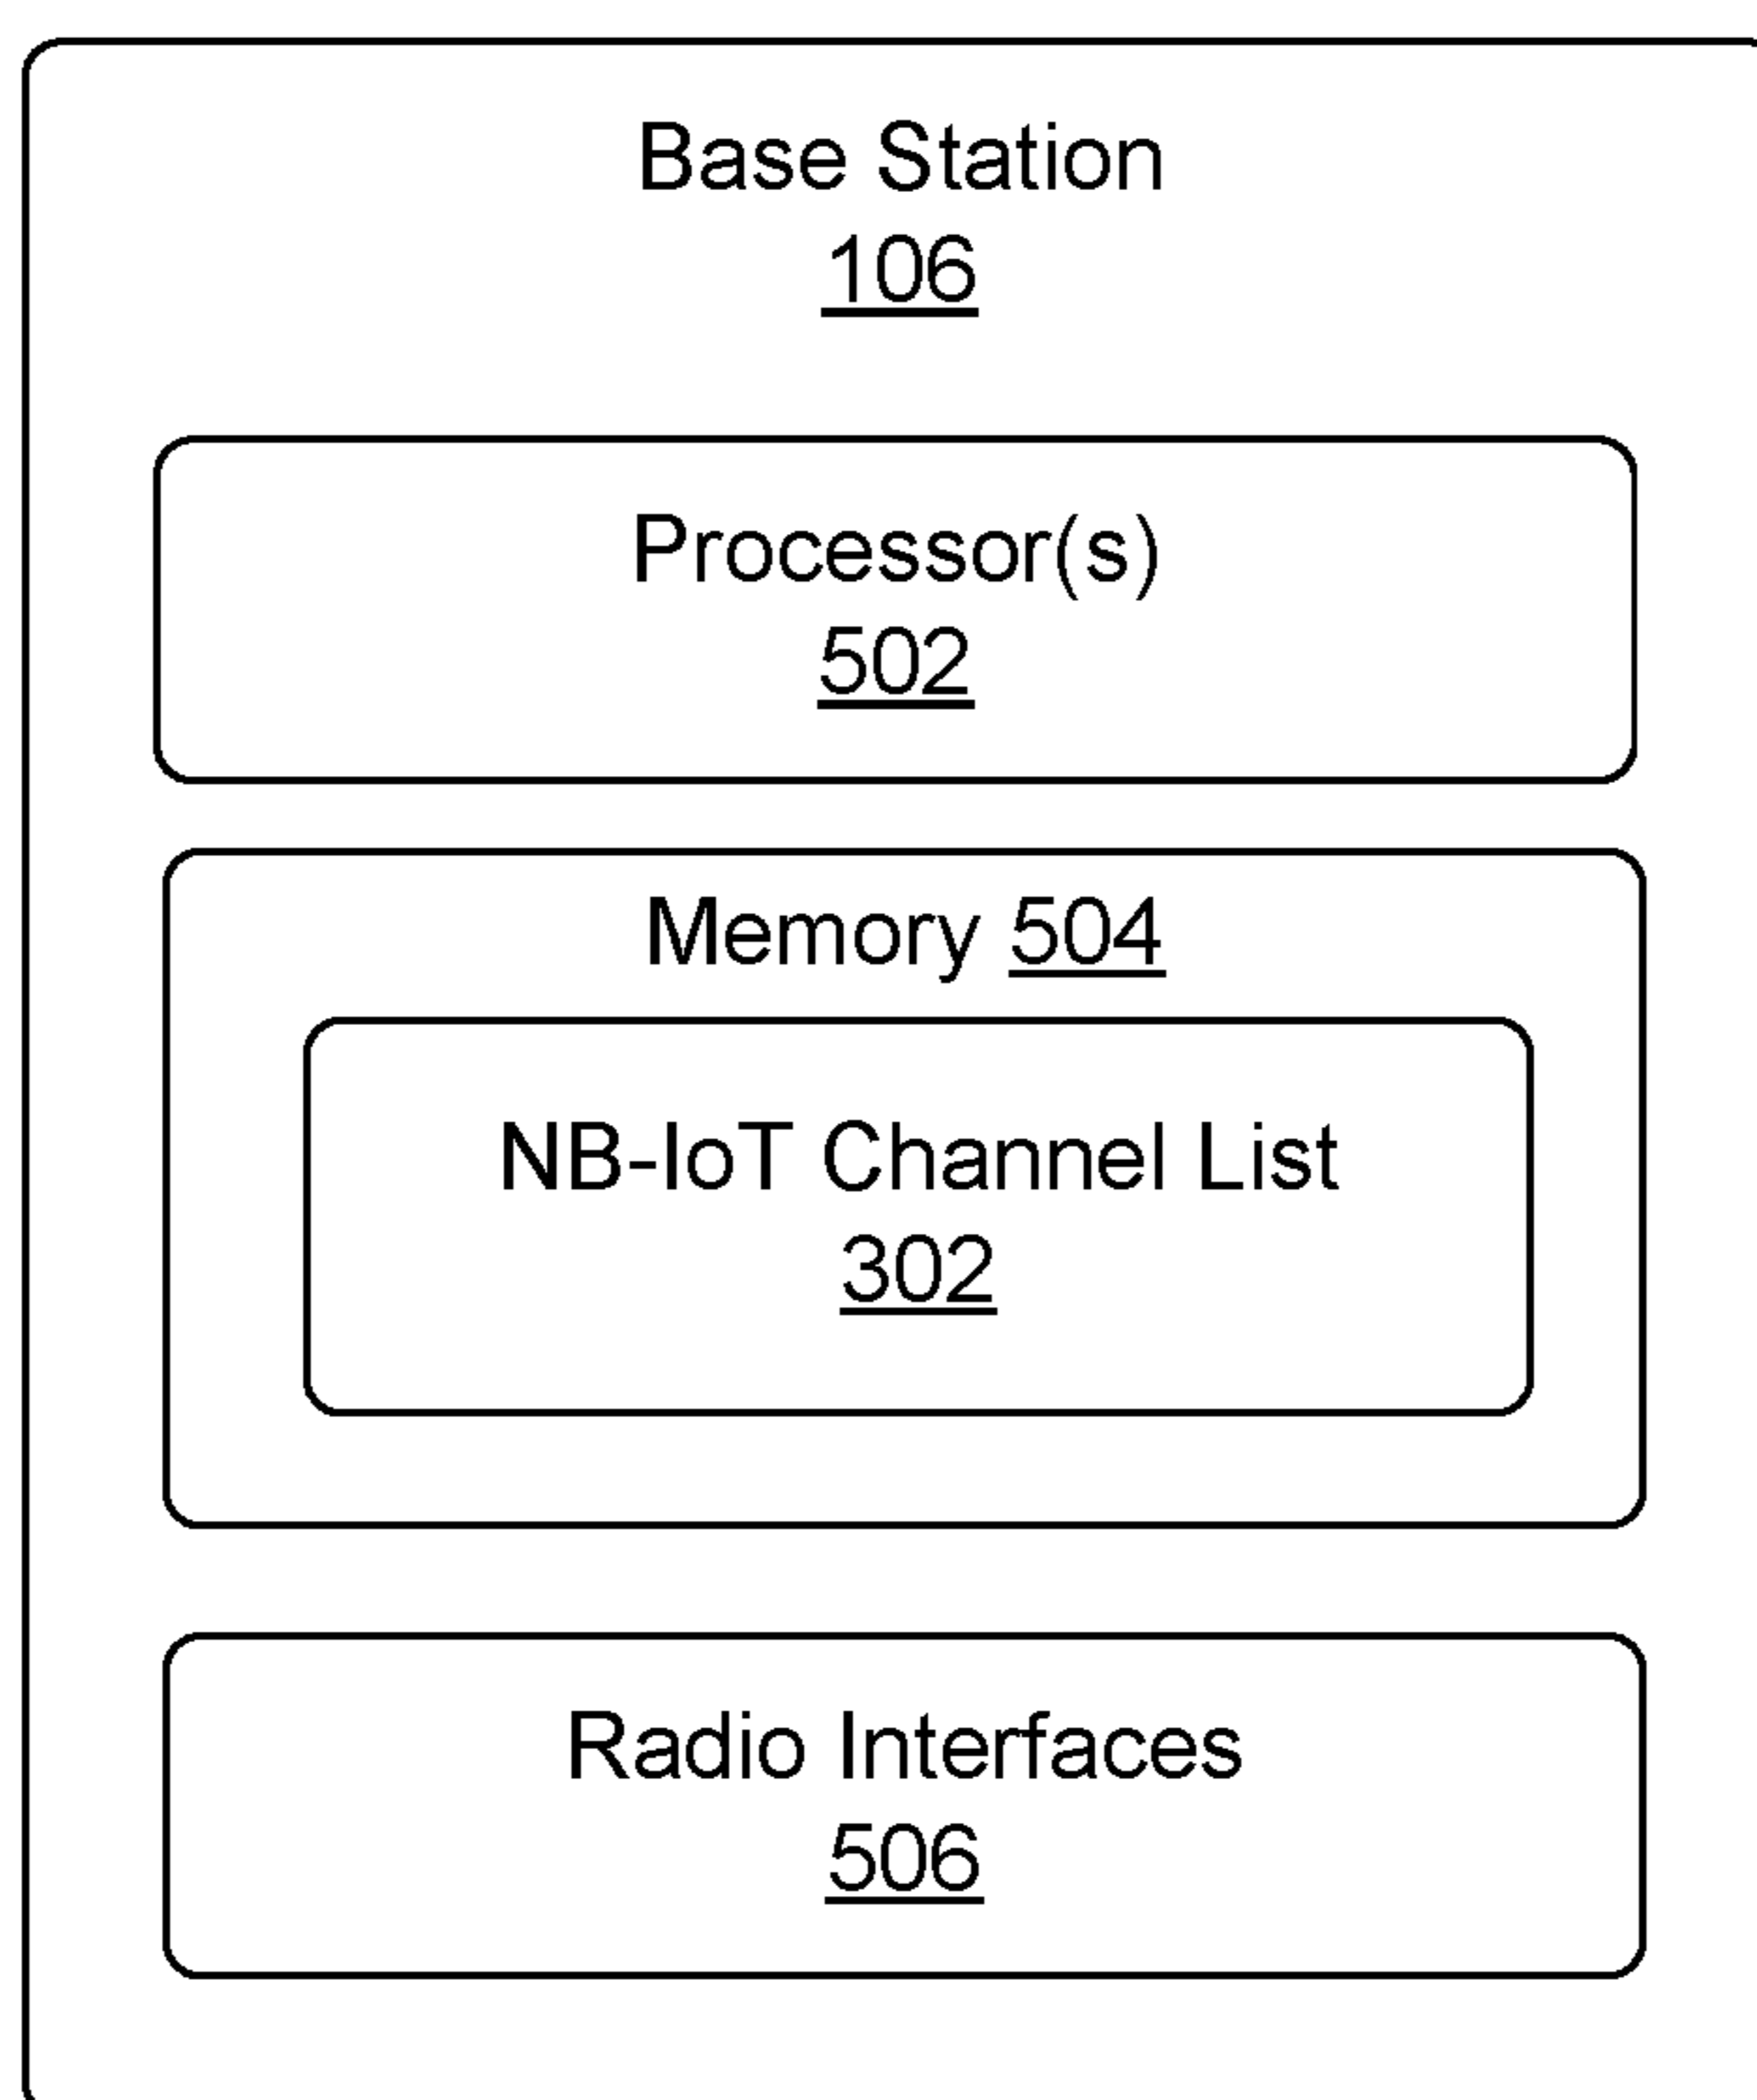 Base Station
106
Processor(s)
502
Memory 504
NB-IoT Channel List
302
Radio Interfaces
506